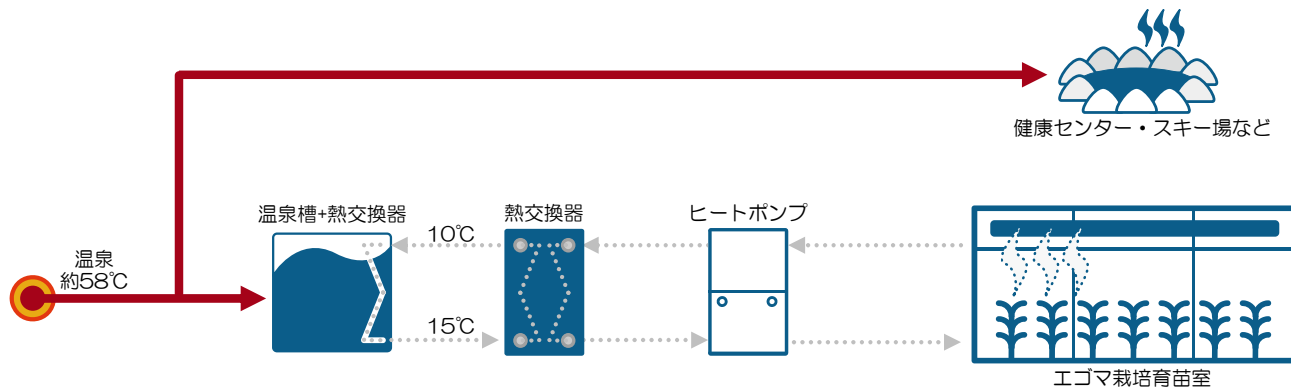 健康センター・スキー場など
温泉
約58℃
温泉槽+熱交換器
熱交換器
ヒートポンプ
10℃
15℃
エゴマ栽培育苗室